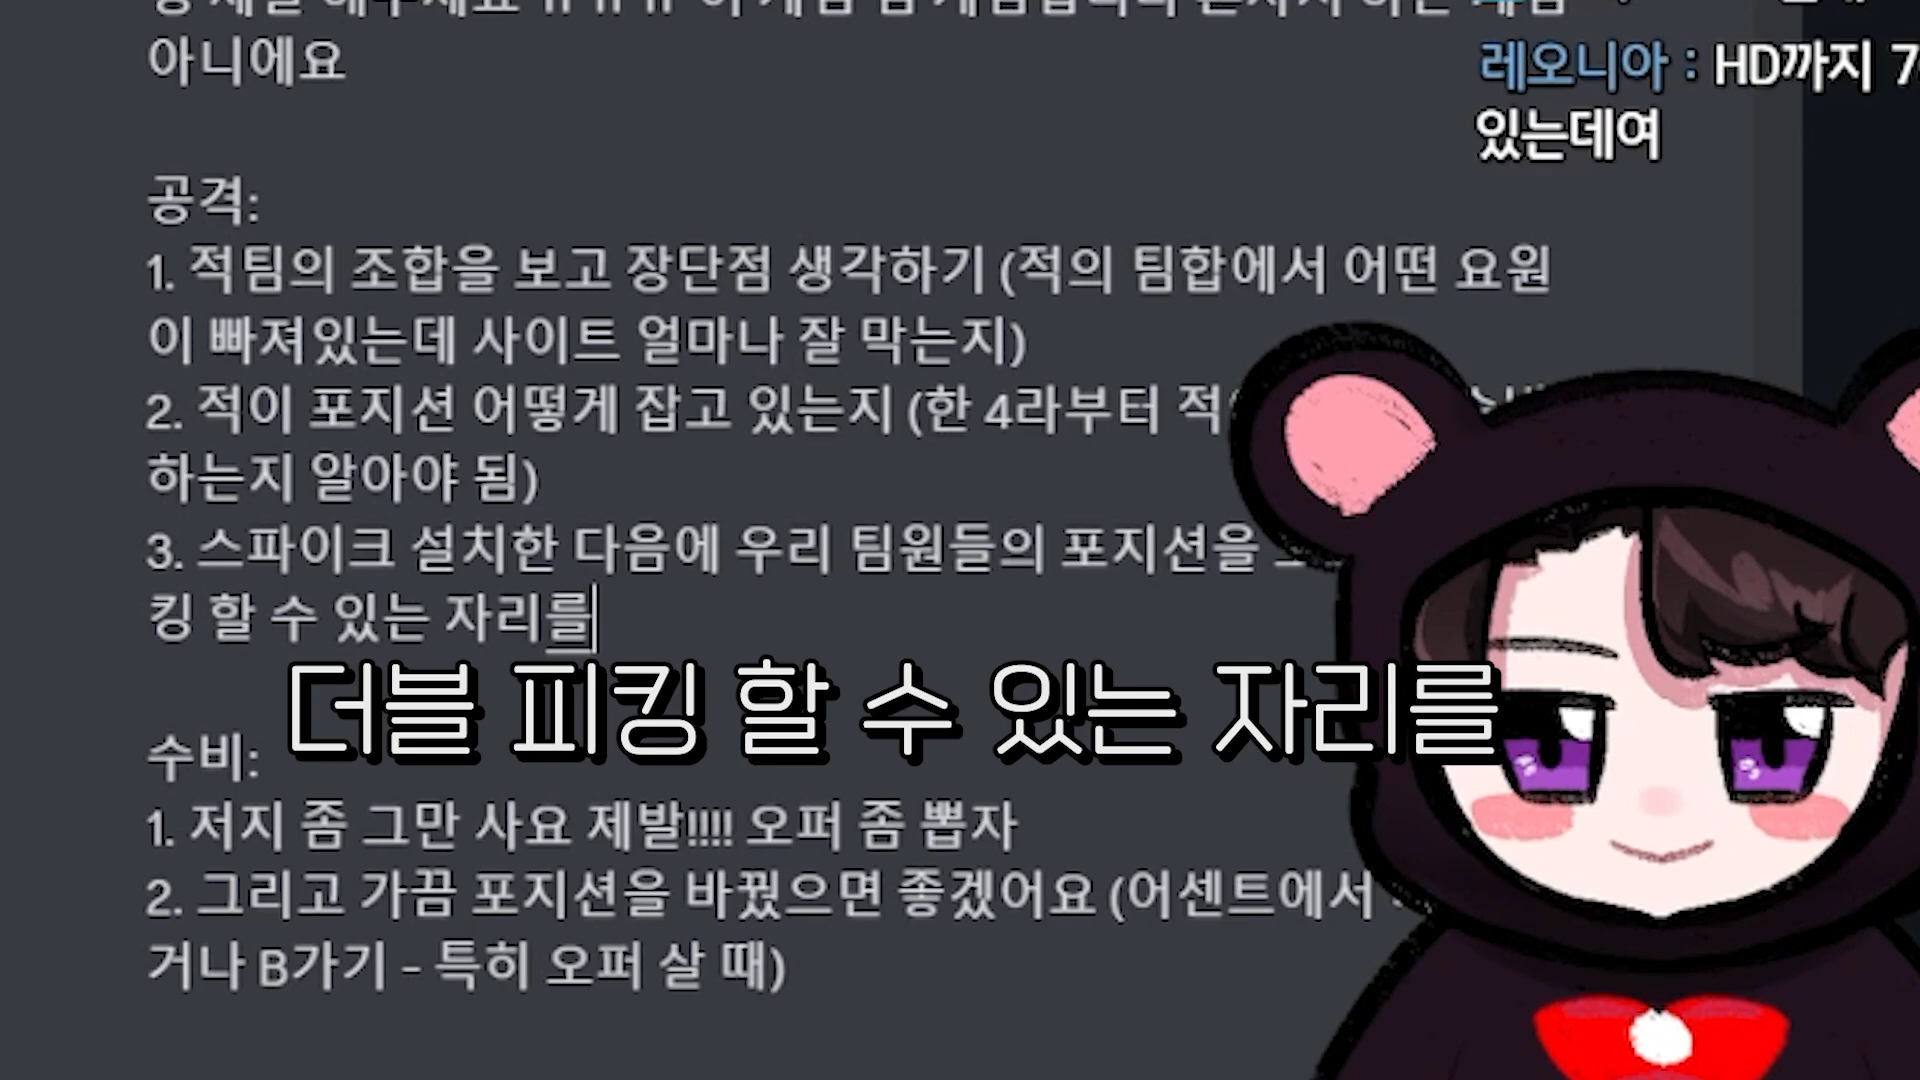 아니에요
레오니아 : HD까지
있는데여
공격:
1. 적팀의 조합을 보고 장단점 생각하기 (적의 팀합에서 어떤 요원
이 빠져있는데 사이트 얼마나 잘 막는지)
2. 적이 포지션 어떻게 잡고 있는지 (한 4라부터
하는지 알아야 됨)
3. 스파이크 설치한 다음에 우리 팀원들의 포지션을
킹 할 수 있는 자리를
더블 피킹 할 수 있는 자리를
수비:
1. 저지 좀 그만 사요 제발!!!! 오퍼 좀 뽑자
2. 그리고 가끔 포지션을 바꿨으면 좋겠어요 (어센트에서
거나 B가기 - 특히 오퍼 살 때)